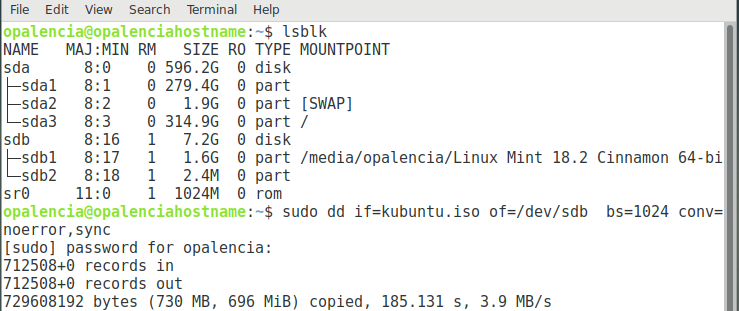 File Edit View Search Terminal Help
opalencia@opalenciahostname:~$ lsblk
NAME   MAJ:MIN RM   SIZE RO TYPE MOUNTPOINT
sda      8:0    0 596.2G  0 disk
├─sda1   8:1    0 279.4G  0 part
├─sda2   8:2    0   1.9G  0 part [SWAP]
└─sda3   8:3    0 314.9G  0 part /
sdb      8:16   1   7.2G  0 disk
├─sdb1   8:17   1   1.6G  0 part /media/opalencia/Linux Mint 18.2 Cinnamon 64-bi
└─sdb2   8:18   1   2.4M  0 part
sr0     11:0    1  1024M  0 rom
opalencia@opalenciahostname:~$ sudo dd if=kubuntu.iso of=/dev/sdb  bs=1024 conv=
noerror,sync
[sudo] password for opalencia:
712508+0 records in
712508+0 records out
729608192 bytes (730 MB, 696 MiB) copied, 185.131 s, 3.9 MB/s